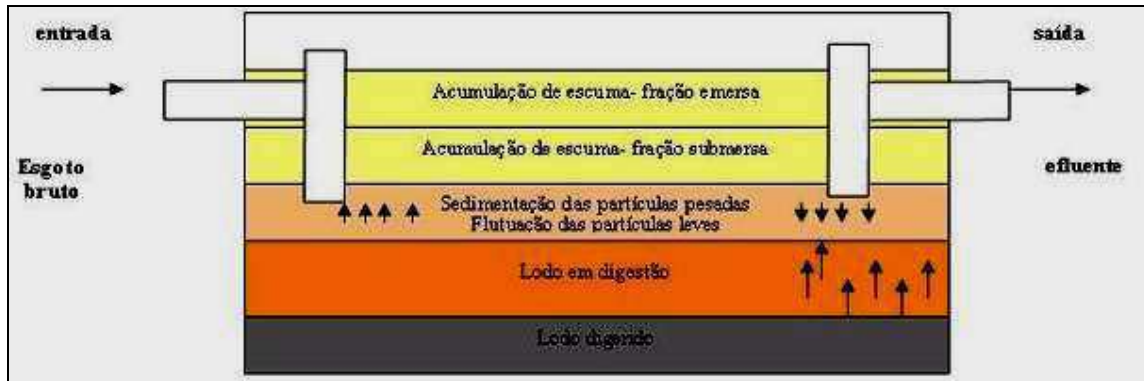 entrada
saída
Acumulação de escuma- fração emersa
Acumulação de escuma- fração submersa
Esgoto
bruto
efluente
Sedimentação das partículas pesadas
Flutuação das partículas leves
Lodo em digestão
Lodo digerido